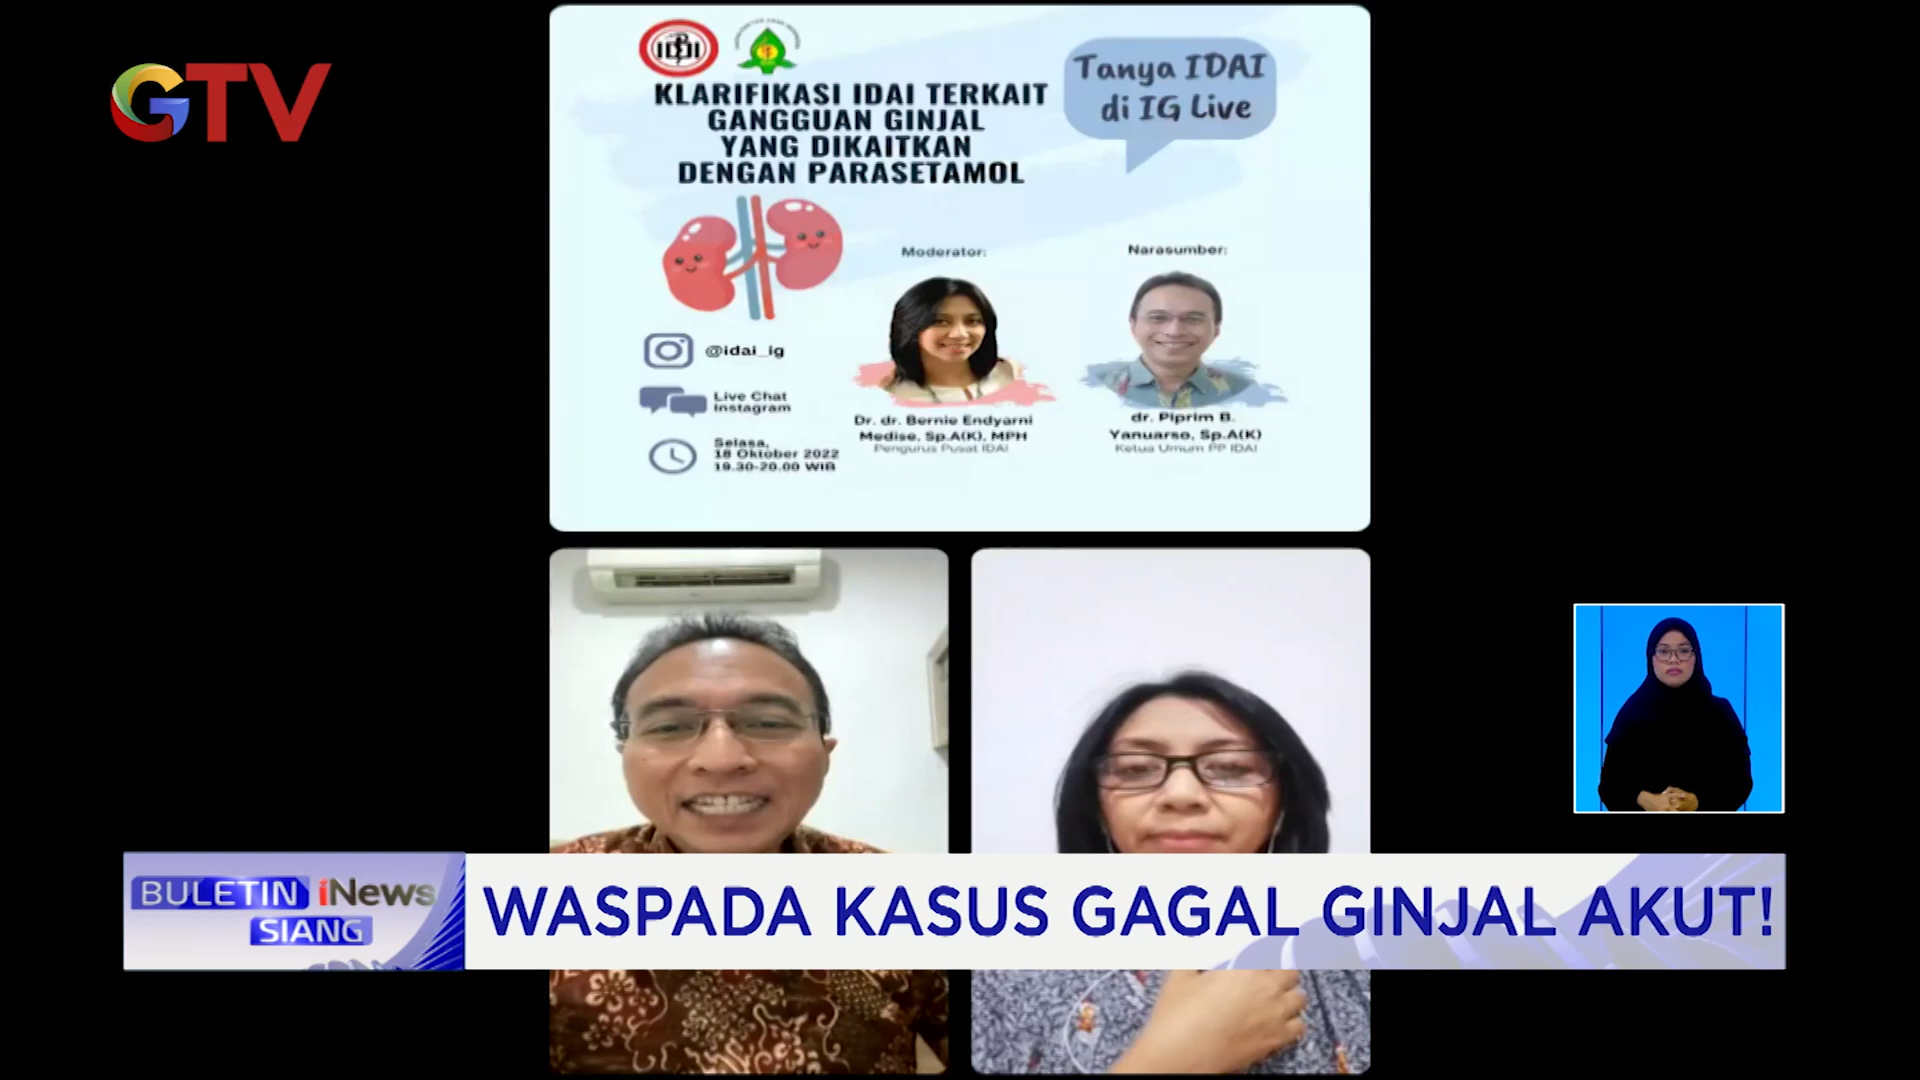 GTV
IDAI
KLARIFIKASI IDAI TERKAIT
GANGGUAN GINJAL
YANG DIKAITKAN
DENGAN PARASETAMOL
Tanya IDAI
di IG Live
Moderator:
Narasumber:
@idai_ig
Live Chat
Instagram
Selasa,
18 Oktober 2022
19.30-20.00 WIB
Dr. dr. Bernie Endyarni
Medise, Sp.A(K), MPH
Pengurus Pusat IDAI
dr. Piprim B.
Yanuarso, Sp.A(K)
Ketua Umum PP IDAI
BULETIN iNews
SIANG
WASPADA KASUS GAGAL GINJAL AKUT!